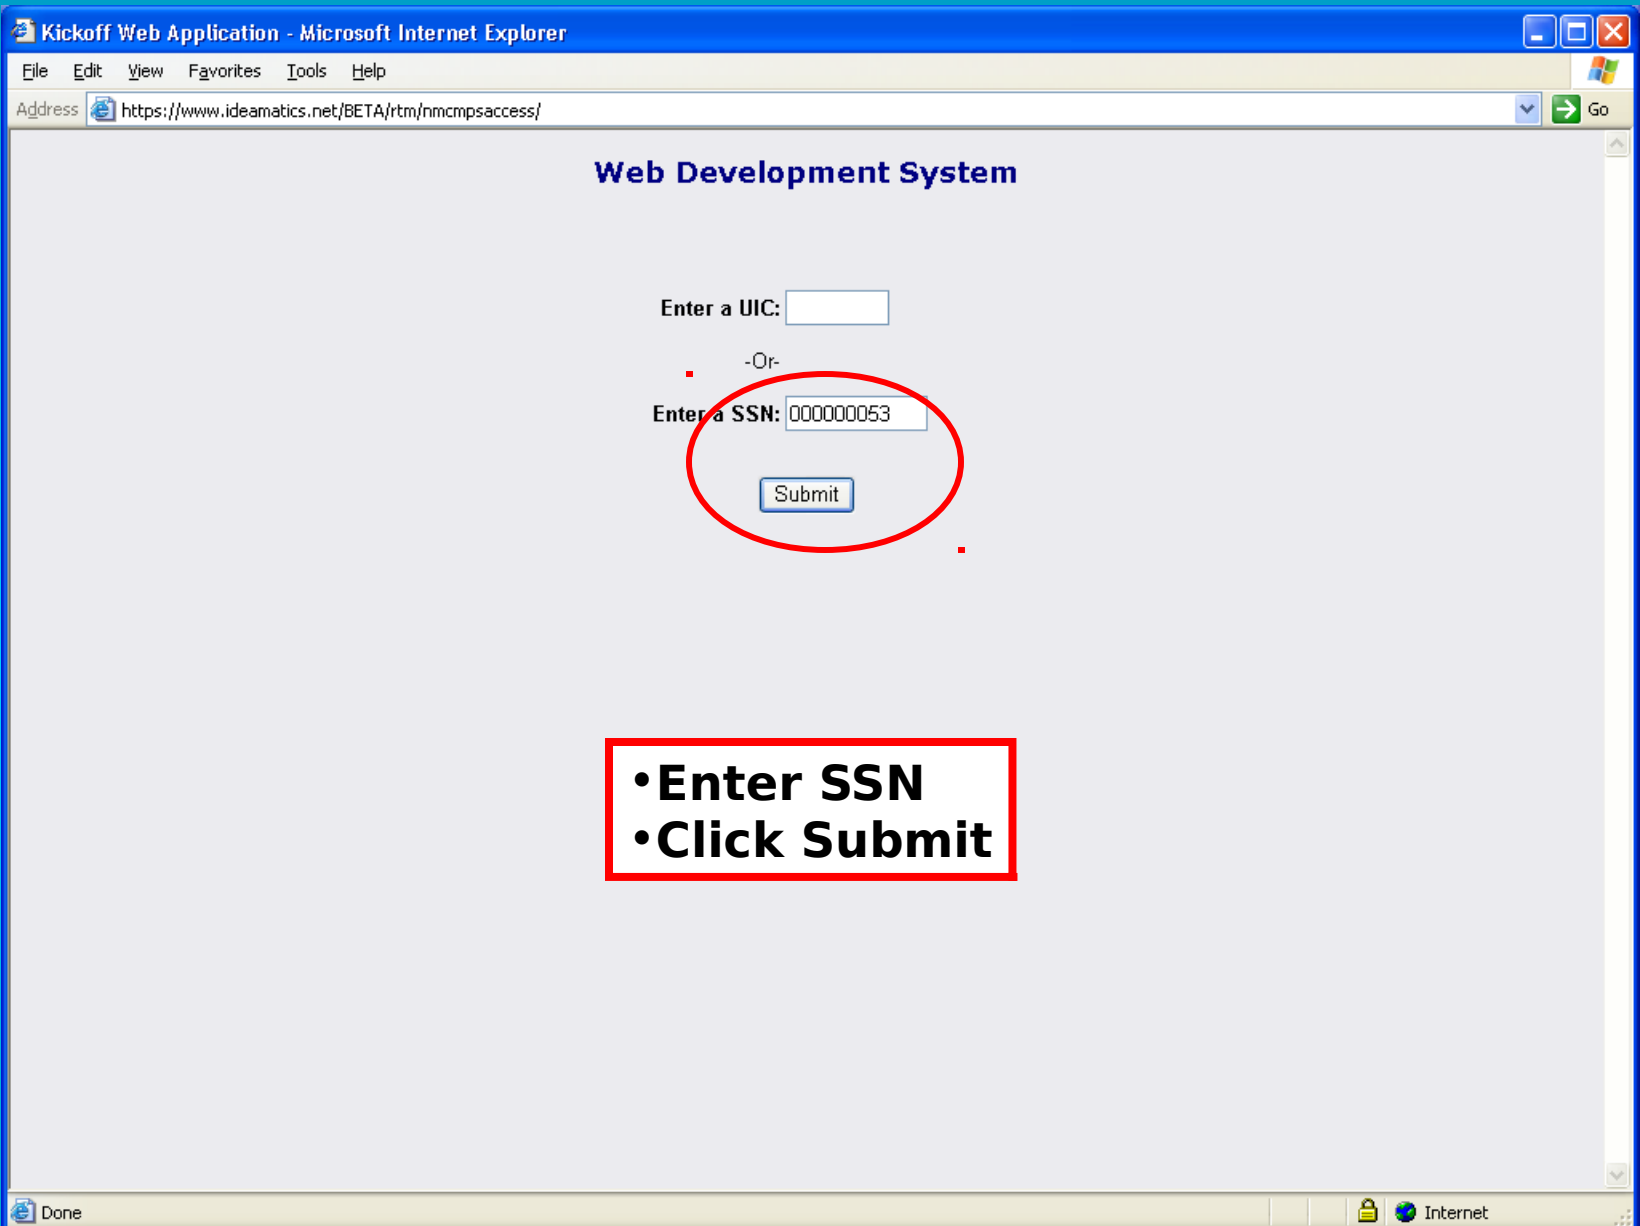 Kickoff Web Application - Microsoft Internet Explorer
File Edit View Favorites Tools Help
Address https://www.ideamatics.net/BETA/rtm/nmcmpsaccess/ Go
Web Development System
Enter a UIC:
-Or-
Enter a SSN: 000000053
Submit
•Enter SSN
•Click Submit
Done Internet